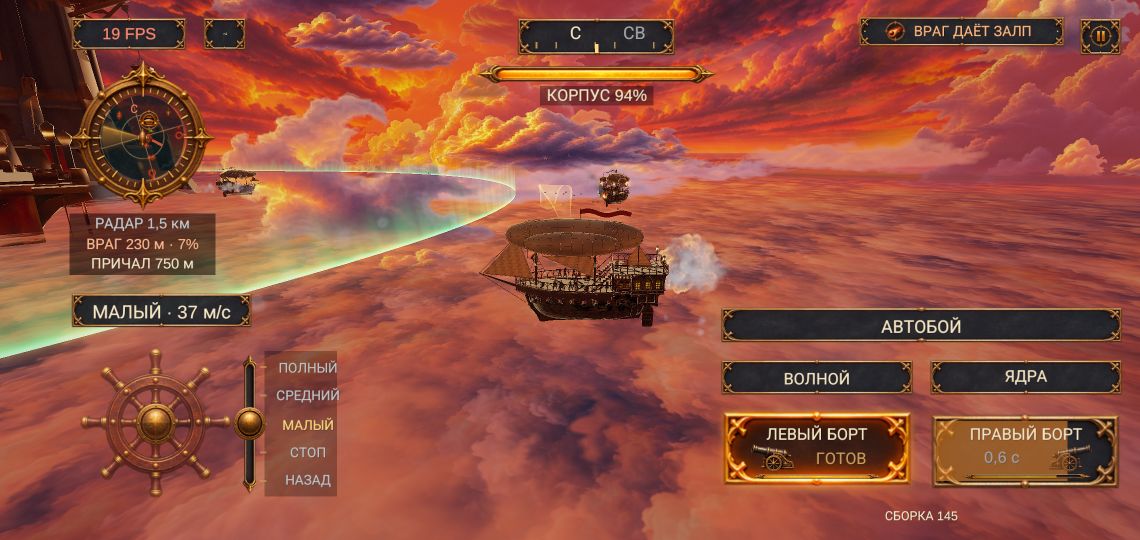 19 FPS
С СВ
ВРАГ ДАЁТ ЗАЛП
КОРПУС 94%
С
РАДАР 1,5 км
ВРАГ 230 м · 7%
ПРИЧАЛ 750 м
МАЛЫЙ · 37 м/с
ПОЛНЫЙ
СРЕДНИЙ
МАЛЫЙ
СТОП
НАЗАД
АВТОБОЙ
ВОЛНОЙ
ЯДРА
ЛЕВЫЙ БОРТ
ГОТОВ
ПРАВЫЙ БОРТ
0,6 с
СБОРКА 145